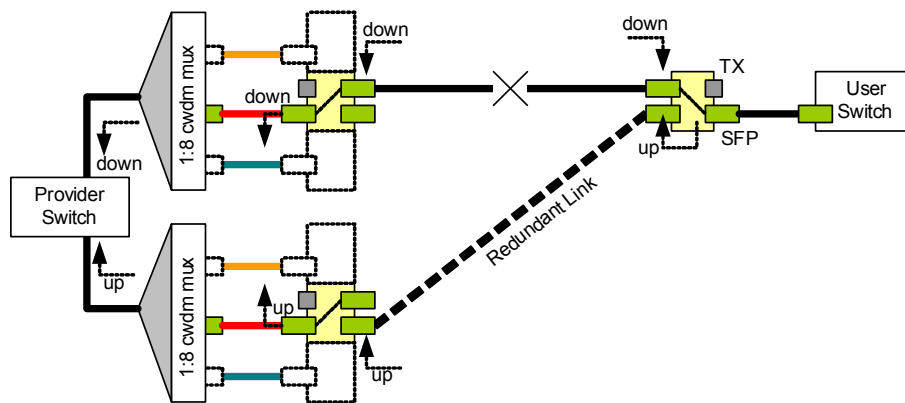 down
down
TX
1:8 cwdm mux
down
User
Switch
down
up
SFP
Provider
Switch
Redundant Link
up
1:8 cwdm mux
up
up